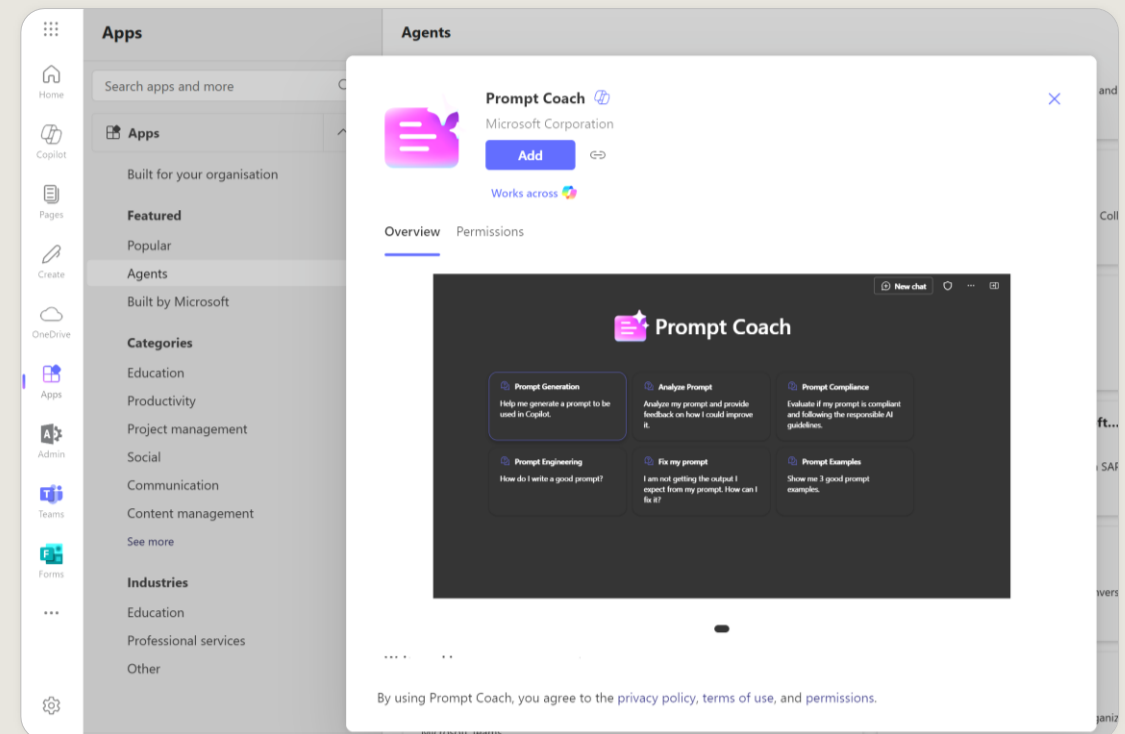 Apps
Agents
Home
Copilot
Pages
Create
OneDrive
Apps
Admin
Teams
Forms
Search apps and more
Apps
Built for your organisation
Featured
Popular
Agents
Built by Microsoft
Categories
Education
Productivity
Project management
Social
Communication
Content management
See more
Industries
Education
Professional services
Other
Prompt Coach
Microsoft Corporation
Add
Works across
Overview
Permissions
New chat
Prompt Coach
Prompt Generation
Help me generate a prompt to be
used in Copilot.
Analyze Prompt
Analyze my prompt and provide
feedback on how I could improve
it.
Prompt Compliance
Evaluate if my prompt is compliant
and following the responsible AI
guidelines.
Prompt Engineering
How do I write a good prompt?
Fix my prompt
I am not getting the output I
expect from my prompt. How can I
fix it?
Prompt Examples
Show me 3 good prompt
examples.
By using Prompt Coach, you agree to the privacy policy, terms of use, and permissions.
and
Coll
ft...
SAP
nvers
ganiz